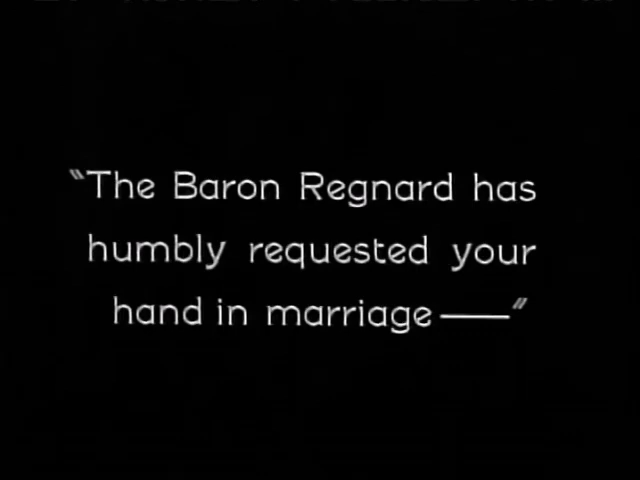 "The Baron Regnard has
humbly requested your
hand in marriage——"